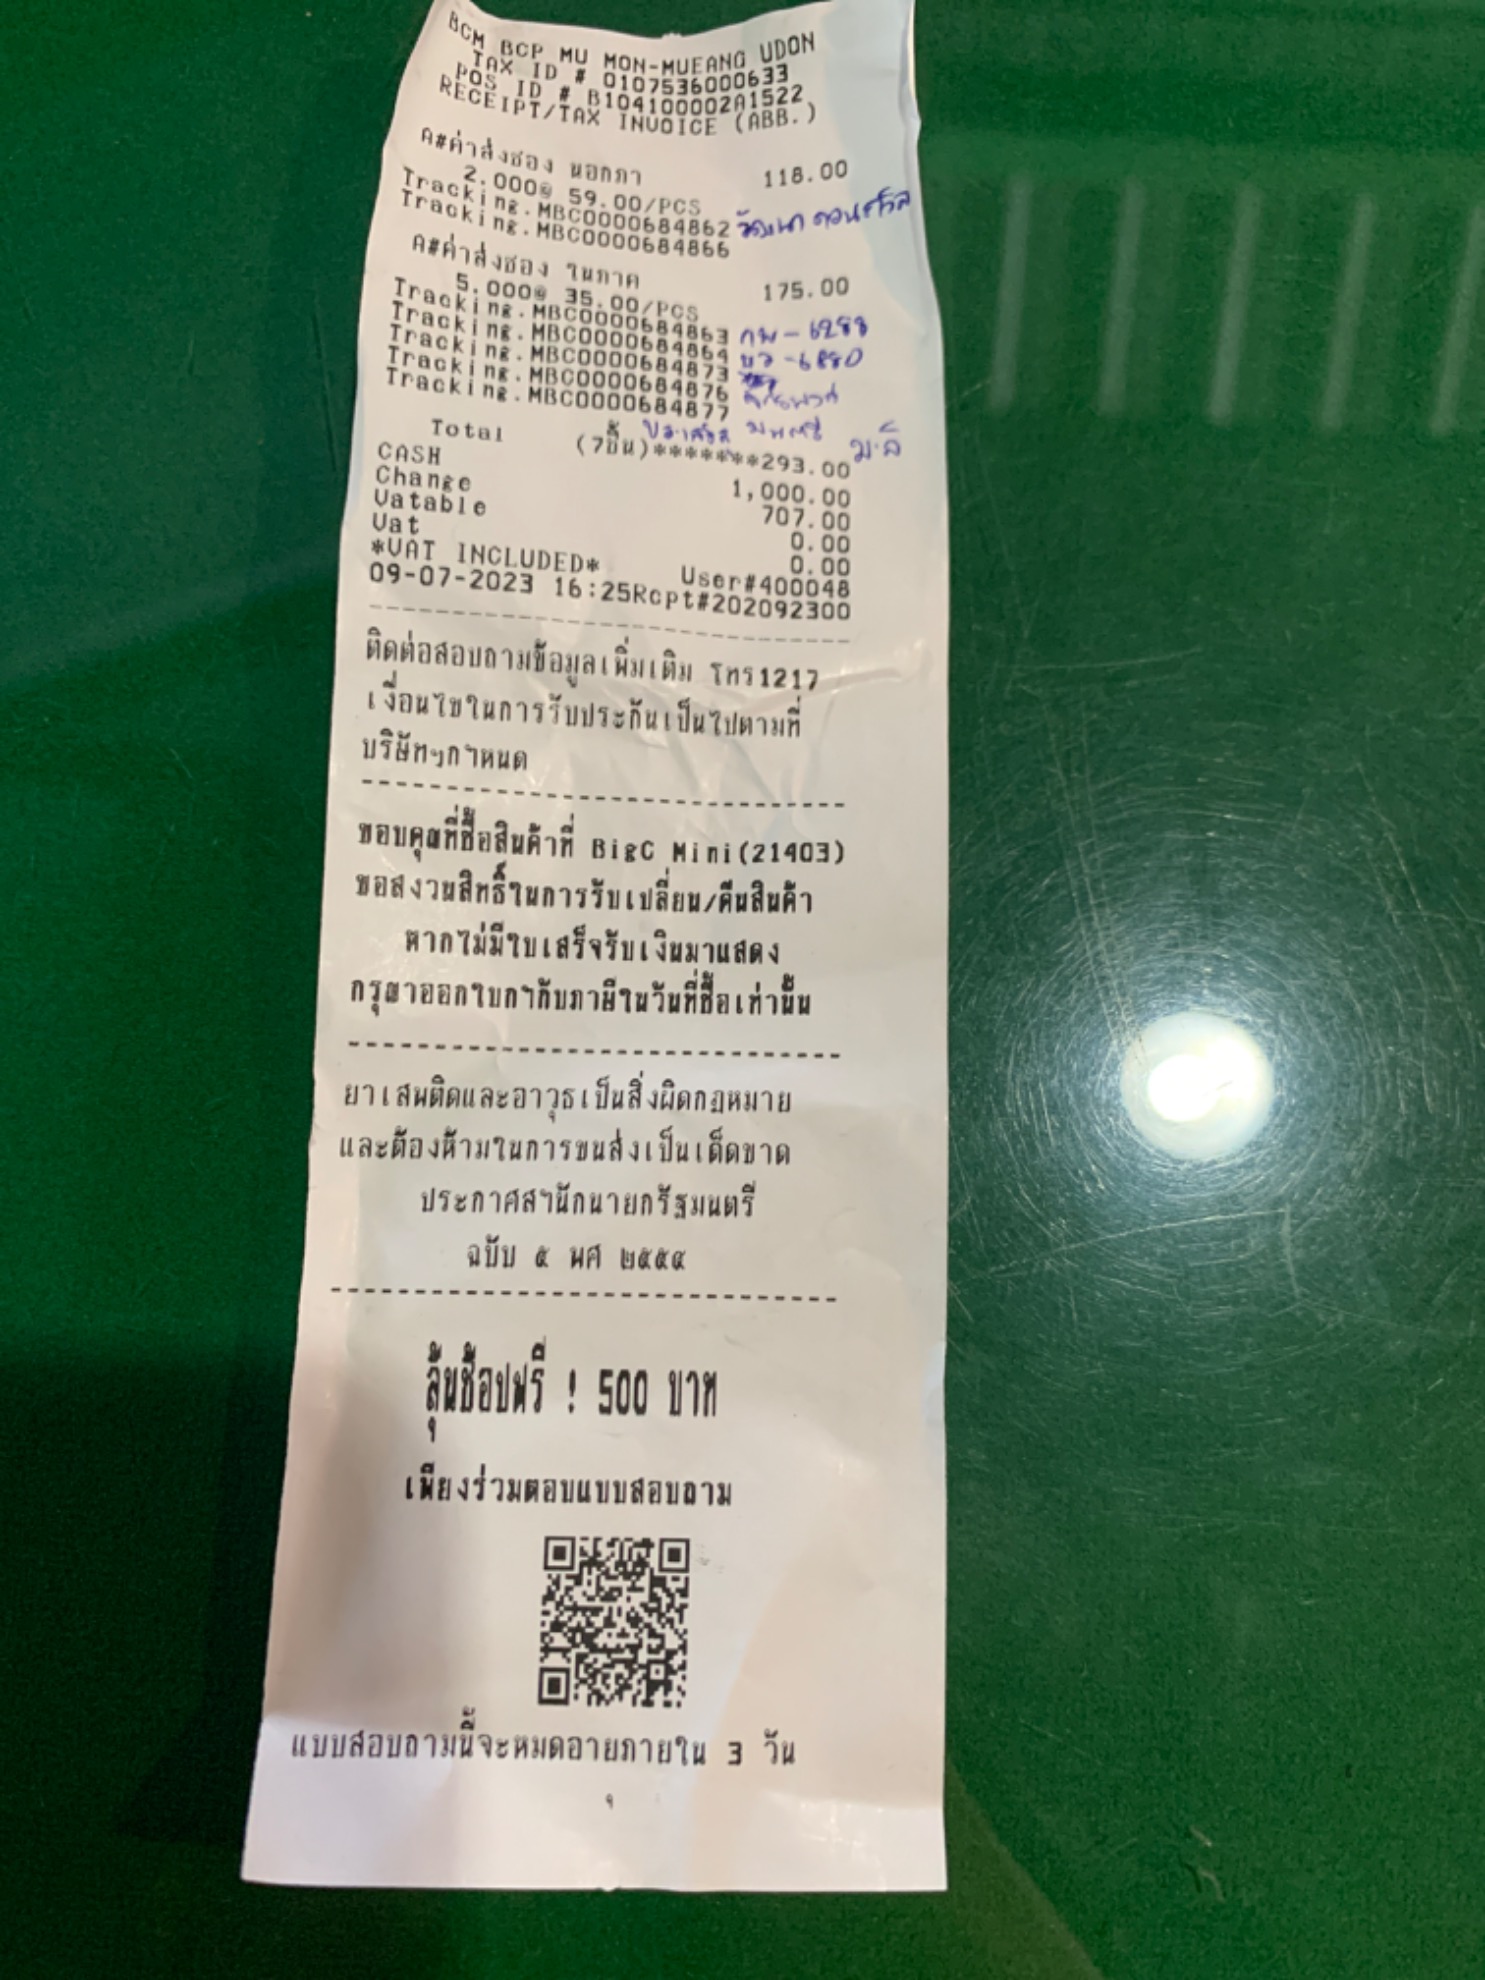 BCM BCP MU MON-MUEANG UDON
TAX ID # 0107536000633
POS ID # B104100002A1522
RECEIPT/TAX INVOICE (ABB.)
A#ค่าส่งซอง นอกภา 118.00
2.000@ 59.00/PCS
Tracking.MBC0000684862
Tracking.MBC0000684866
A#ค่าส่งซอง ในภาค 175.00
5.000@ 35.00/PCS
Tracking.MBC0000684863 กพ - 6288
Tracking.MBC0000684864 - 6880
Tracking.MBC0000684873
Tracking.MBC0000684876
Tracking.MBC0000684877
Total (7ชิ้น)*******293.00
CASH 1,000.00
Change 707.00
Vatable 0.00
Vat 0.00
*VAT INCLUDED* User#400048
09-07-2023 16:25Rcpt#202092300
ติดต่อสอบถามข้อมูลเพิ่มเติม โทร1217
เงื่อนไขในการรับประกันเป็นไปตามที่
บริษัทฯกำหนด
ขอบคุณที่ซื้อสินค้าที่ BigC Mini(21403)
ขอสงวนสิทธิ์ในการรับเปลี่ยน/คืนสินค้า
หากไม่มีใบเสร็จรับเงินมาแสดง
กรุณาออกใบกำกับภาษีในวันที่ซื้อเท่านั้น
ยาเสพติดและอาวุธเป็นสิ่งผิดกฎหมาย
และต้องห้ามในการขนส่งเป็นเด็ดขาด
ประกาศสำนักนายกรัฐมนตรี
ฉบับ ๕ พศ ๒๕๕๔
ลุ้นช้อปฟรี ! 500 บาท
เพียงร่วมตอบแบบสอบถาม
แบบสอบถามนี้จะหมดอายุภายใน 3 วัน